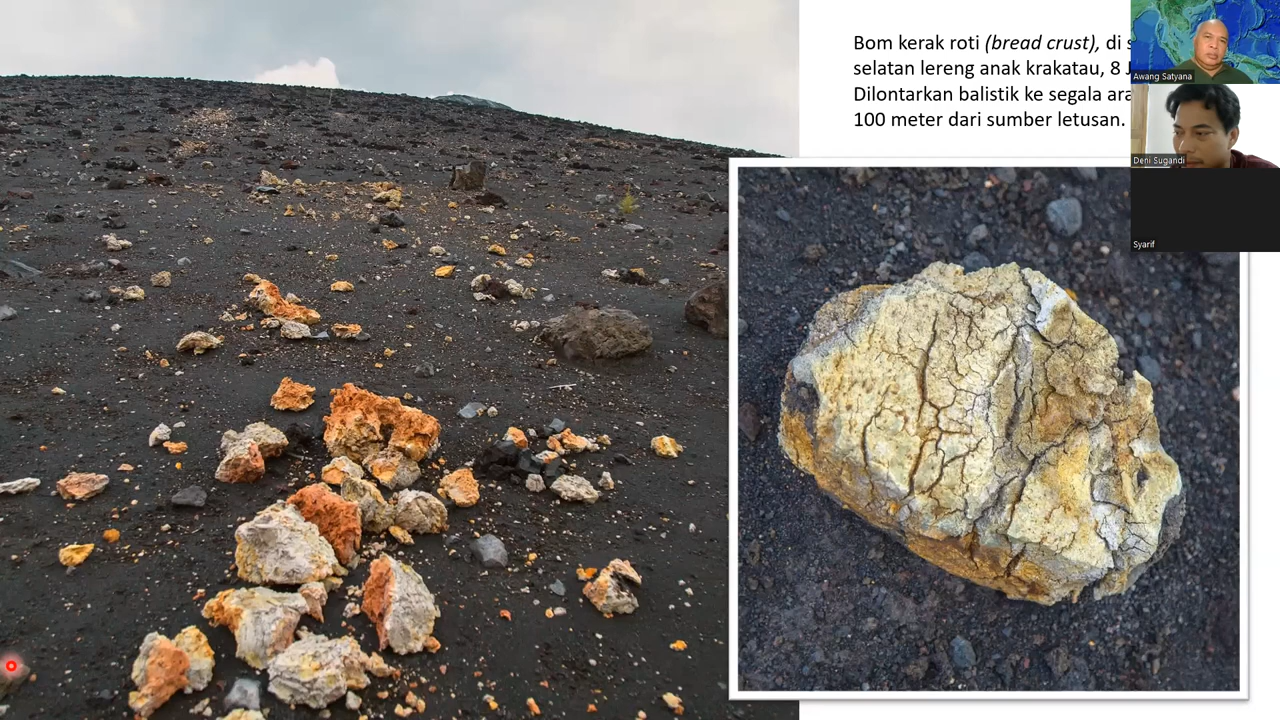 Bom kerak roti (bread crust), di
selatan lereng anak krakatau, 8
Dilontarkan balistik ke segala
100 meter dari sumber letusan.
Awang Satyana
Deni Sugandi
Syarif